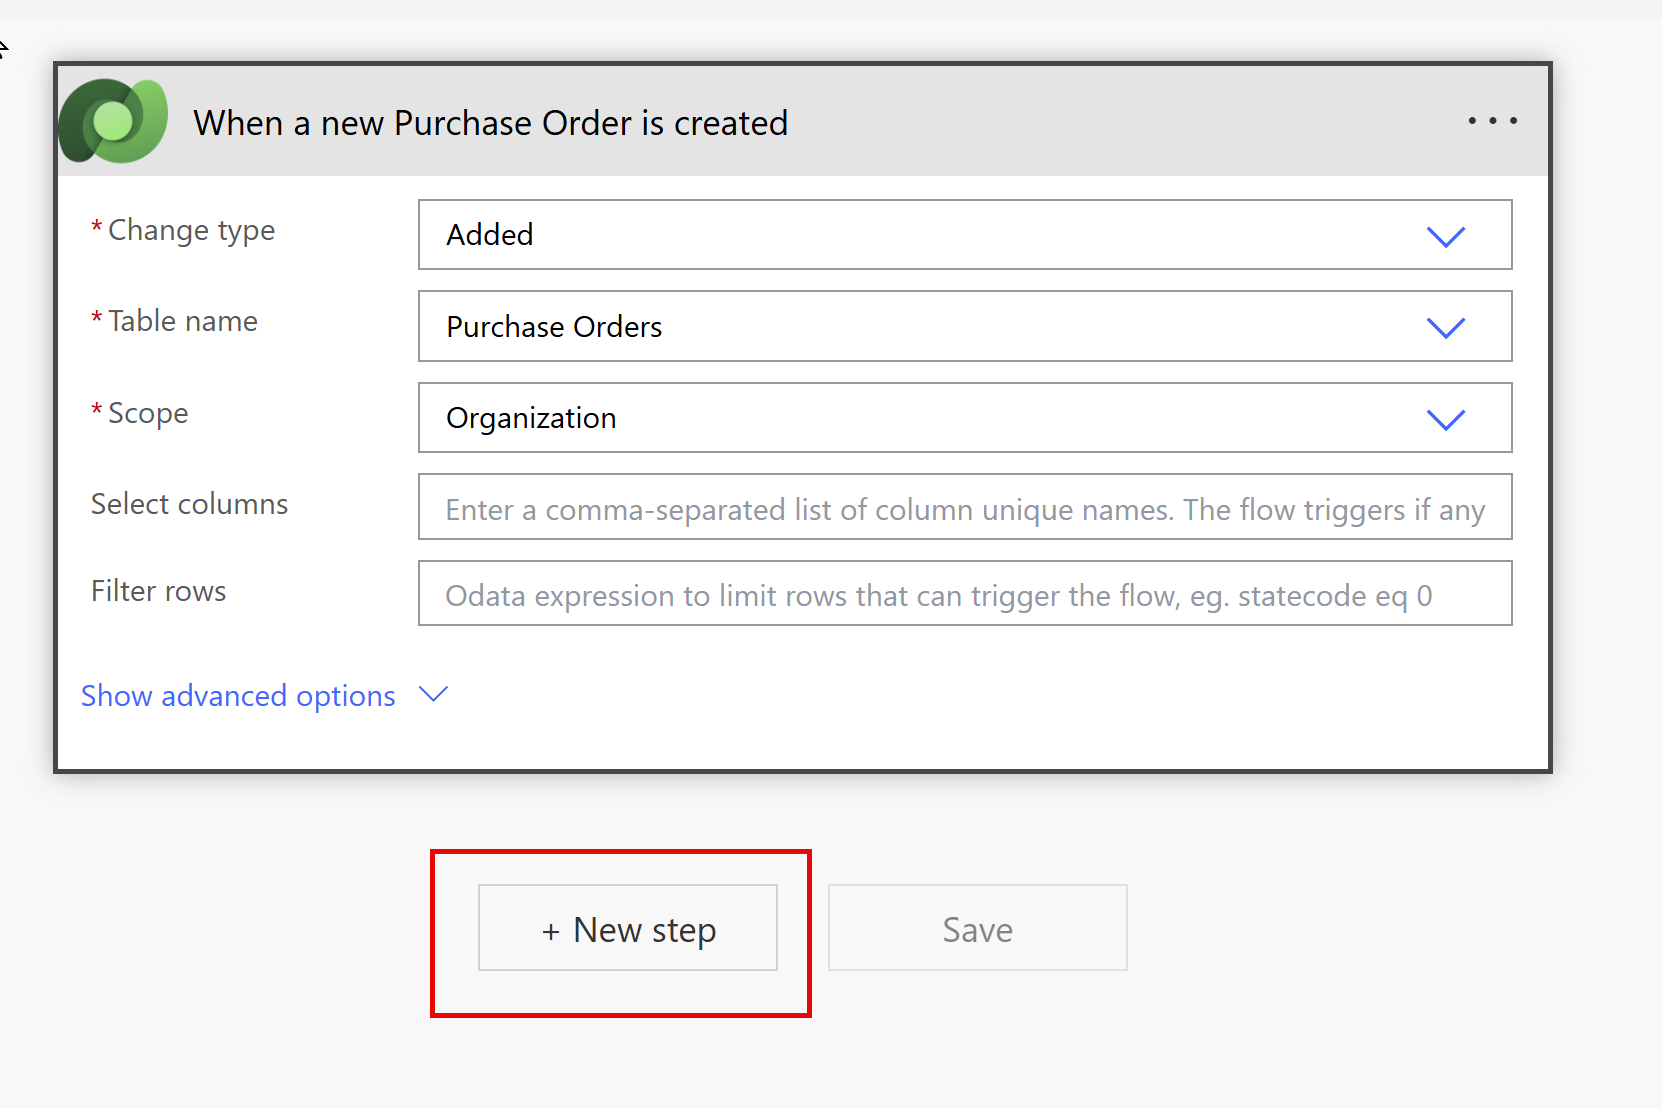 When a new Purchase Order is created
* Change type
Added
* Table name
Purchase Orders
* Scope
Organization
Select columns
Enter a comma-separated list of column unique names. The flow triggers if any
Filter rows
Odata expression to limit rows that can trigger the flow, eg. statecode eq 0
Show advanced options
+ New step
Save